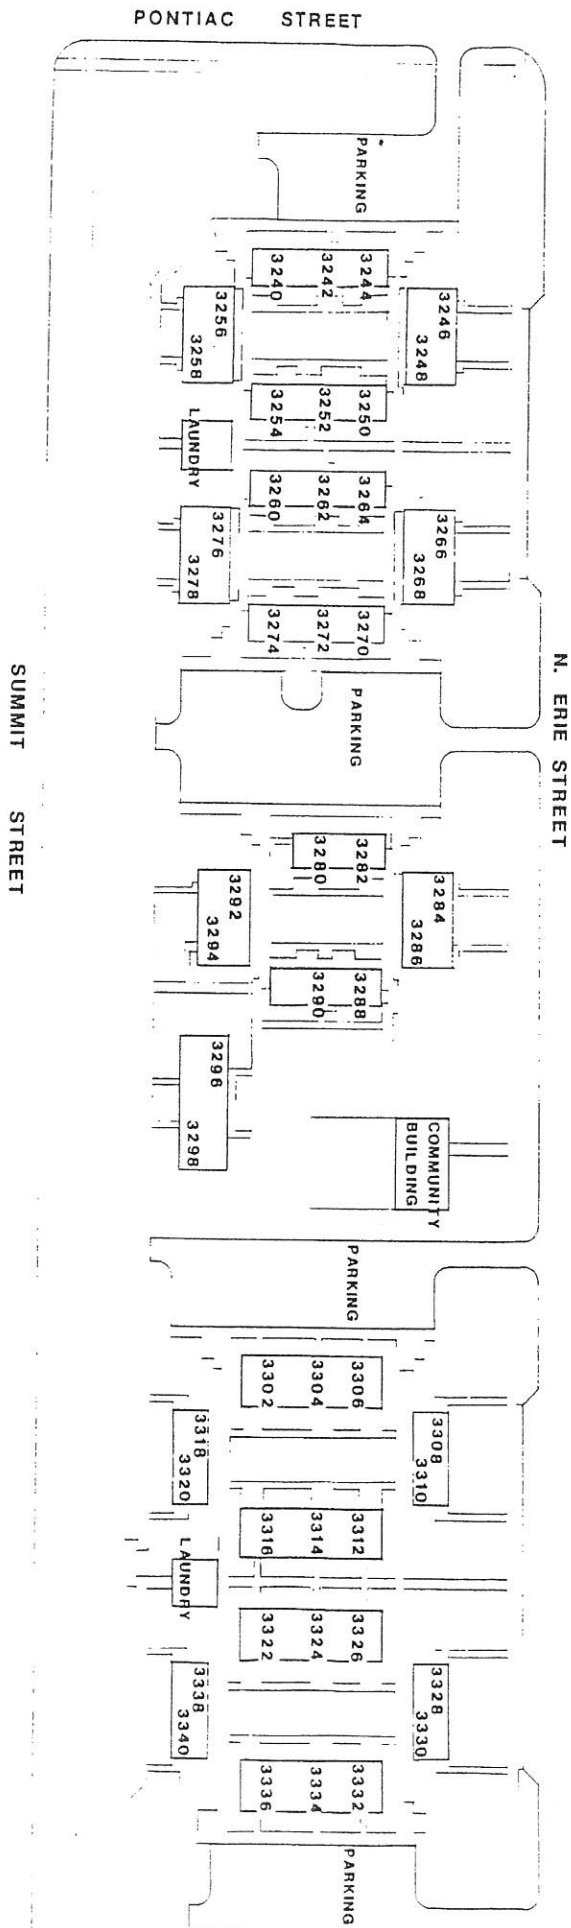 PONTIAC STREET
PARKING
3240 3242 3244
3256 3258
3246 3248
3254 3252 3250
LAUNDRY
3260 3262 3264
3276 3278
3266 3268
3274 3272 3270
N. ERIE STREET
SUMMIT STREET
PARKING
3280 3282
3292 3294
3284 3286
3290 3288
3296 3298
COMMUNITY
BUILDING
PARKING
3302 3304 3306
3318 3320
3308 3310
3316 3314 3312
LAUNDRY
3322 3324 3326
3338 3340
3328 3330
3336 3334 3332
PARKING